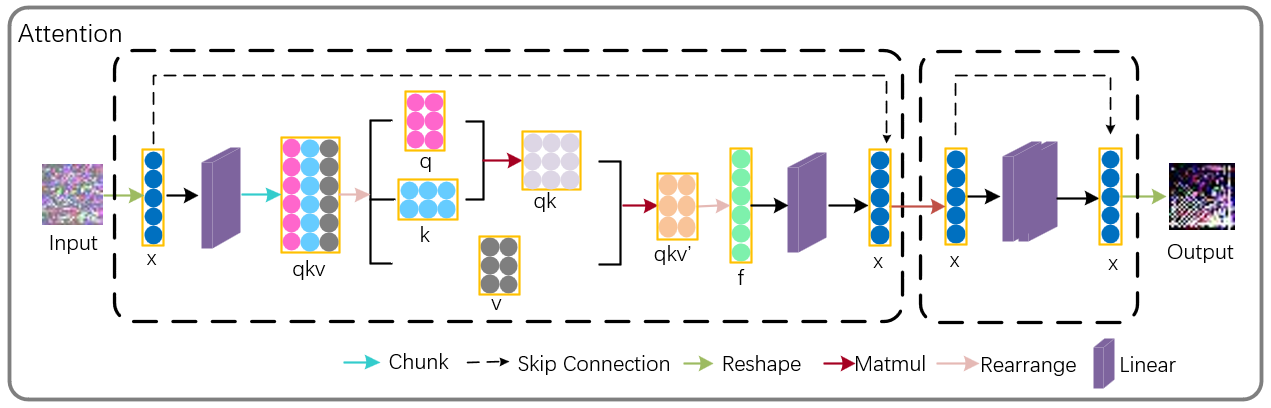 Attention
Input
x
qkv
q
k
v
qk
qkv’
f
x
x
x
Output
Chunk
Skip Connection
Reshape
Matmul
Rearrange
Linear